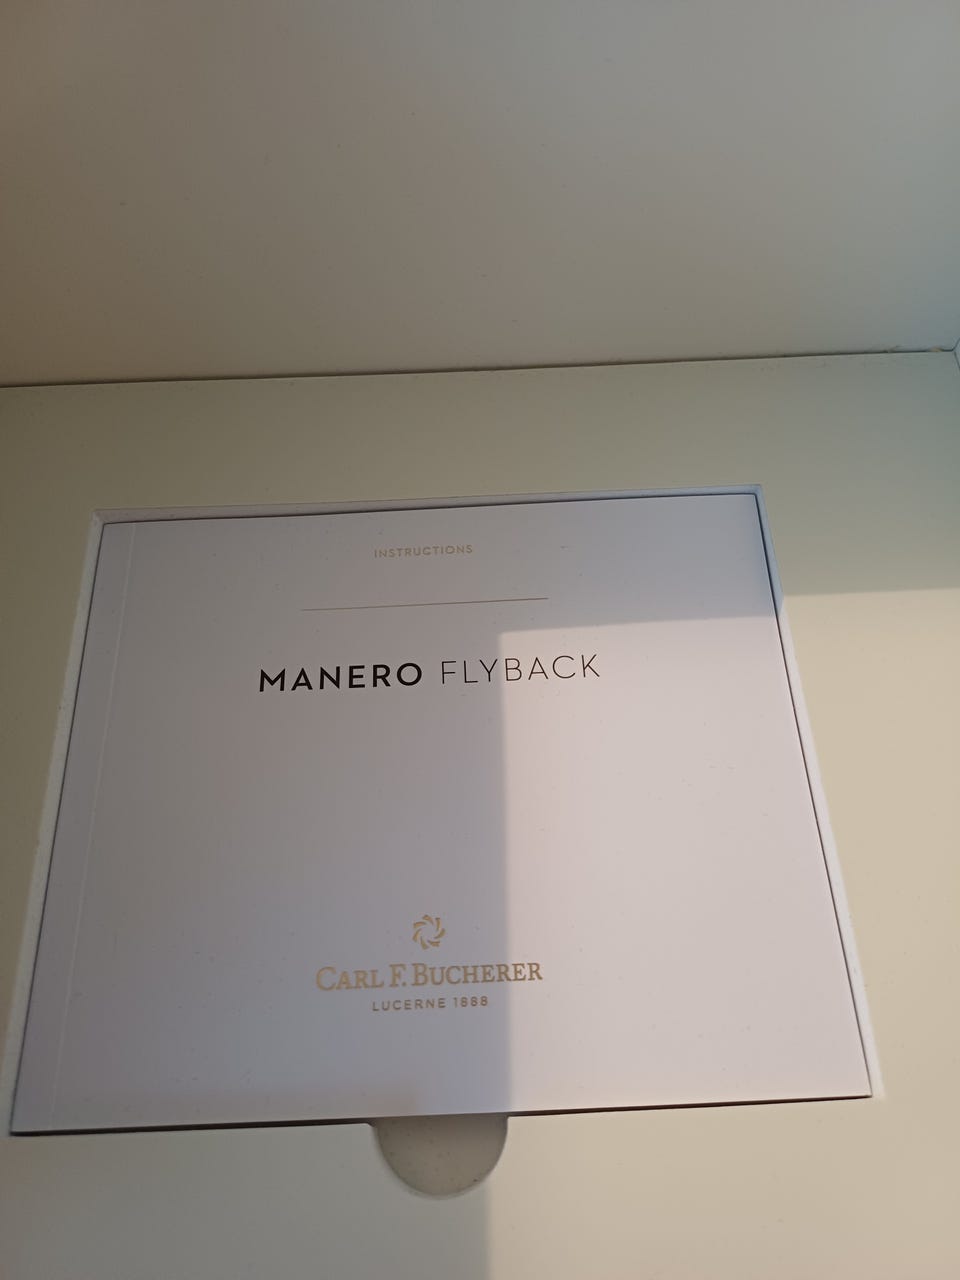 INSTRUCTIONS
MANERO FLYBACK
CARL F. BUCHERER
LUCERNE 1888